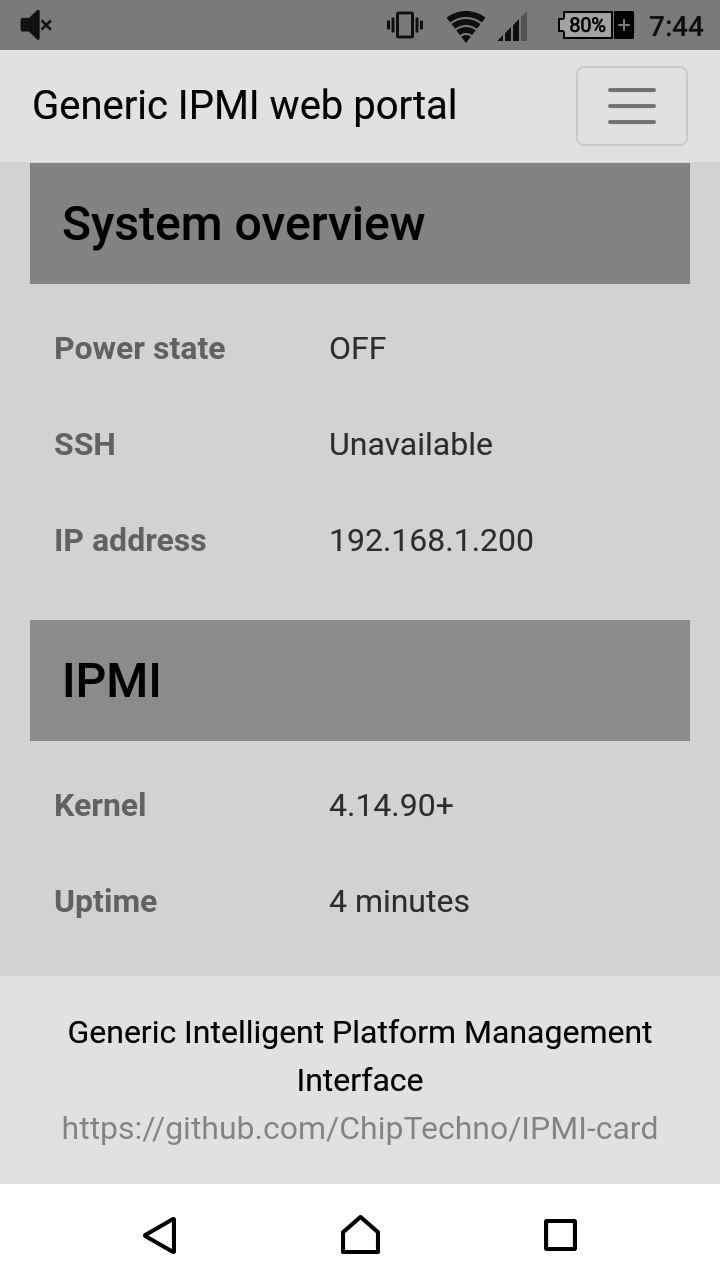 80% 7:44
Generic IPMI web portal
System overview
Power state OFF
SSH Unavailable
IP address 192.168.1.200
IPMI
Kernel 4.14.90+
Uptime 4 minutes
Generic Intelligent Platform Management
Interface
https://github.com/ChipTechno/IPMI-card